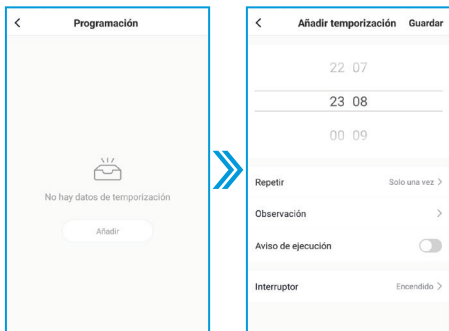 Programación
No hay datos de temporización
Añadir
Añadir temporización Guardar
22 07
23 08
00 09
Repetir Solo una vez
Observación
Aviso de ejecución
Interruptor Encendido